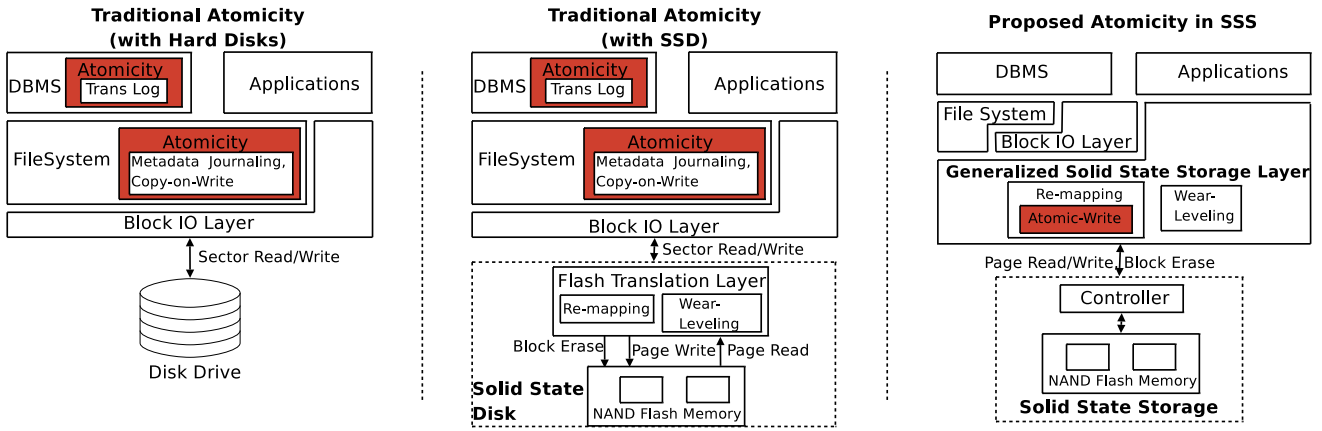 Traditional Atomicity
(with Hard Disks)
DBMS
Atomicity
Trans Log
Applications
FileSystem
Atomicity
Metadata Journaling,
Copy-on-Write
Block IO Layer
Sector Read/Write
Disk Drive
Traditional Atomicity
(with SSD)
DBMS
Atomicity
Trans Log
Applications
FileSystem
Atomicity
Metadata Journaling,
Copy-on-Write
Block IO Layer
Sector Read/Write
Flash Translation Layer
Re-mapping
Wear-
Leveling
Block Erase
Page Write
Page Read
Solid State
Disk
NAND Flash Memory
Proposed Atomicity in SSS
DBMS
Applications
File System
Block IO Layer
Generalized Solid State Storage Layer
Re-mapping
Atomic-Write
Wear-
Leveling
Page Read/Write
Block Erase
Controller
NAND Flash Memory
Solid State Storage